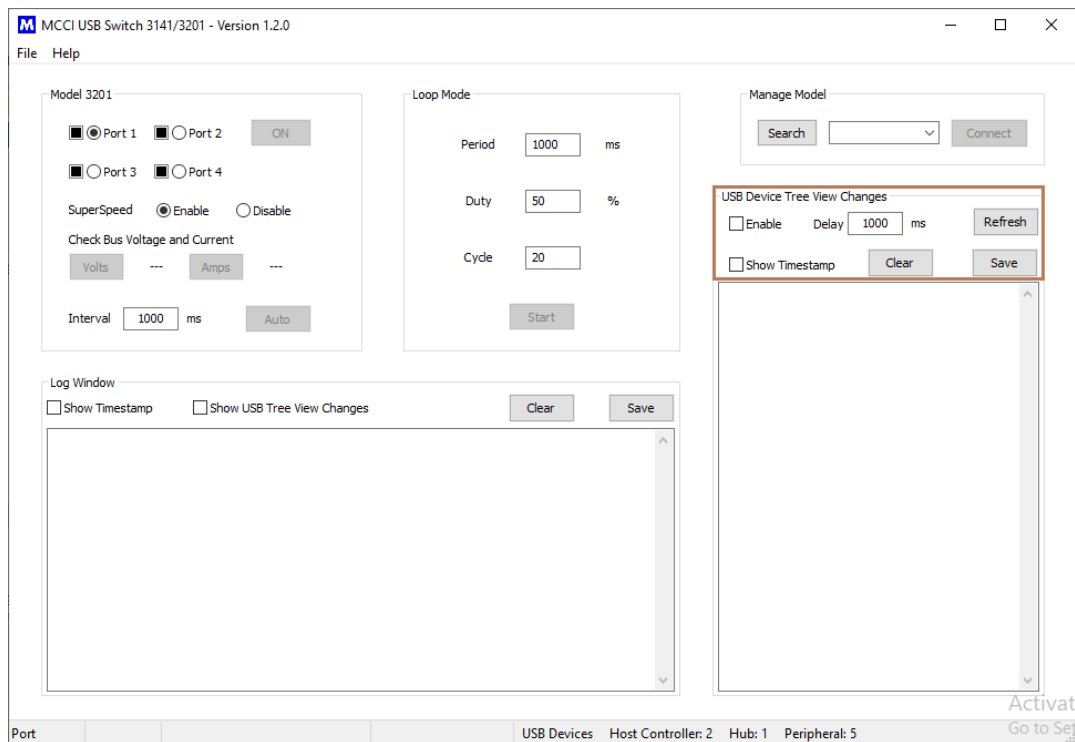 M MCCI USB Switch 3141/3201 - Version 1.2.0
File Help
Model 3201
Port 1 Port 2 ON
Port 3 Port 4
SuperSpeed Enable Disable
Check Bus Voltage and Current
Volts --- Amps ---
Interval 1000 ms Auto
Loop Mode
Period 1000 ms
Duty 50 %
Cycle 20
Start
Manage Model
Search Connect
USB Device Tree View Changes
Enable Delay 1000 ms Refresh
Show Timestamp Clear Save
Log Window
Show Timestamp Show USB Tree View Changes Clear Save
Activat
Go to Set
Port USB Devices Host Controller: 2 Hub: 1 Peripheral: 5